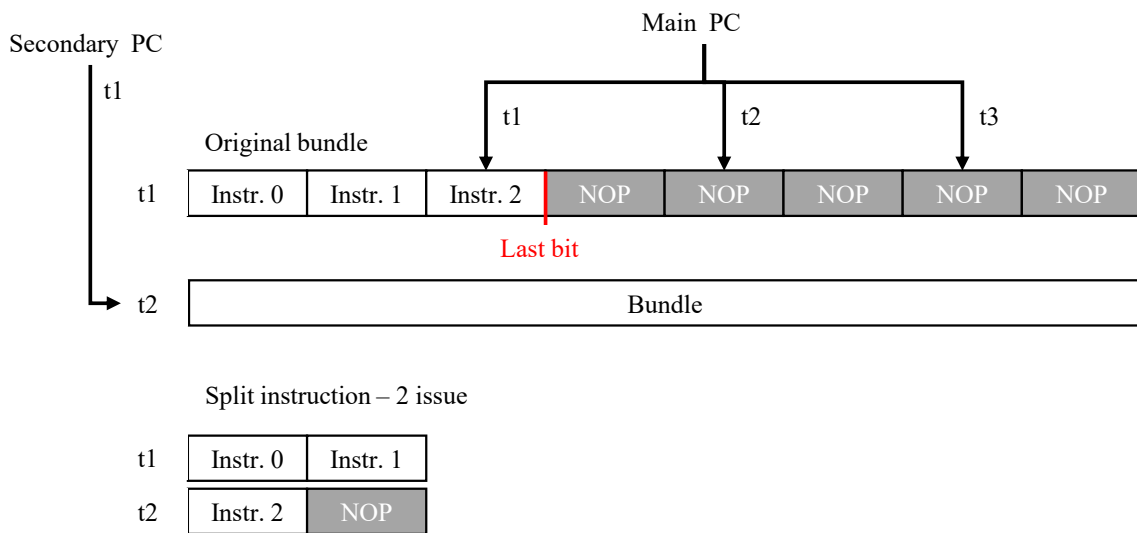 Main PC
Secondary PC
t1
t1 t2 t3
Original bundle
t1 Instr. 0 Instr. 1 Instr. 2 NOP NOP NOP NOP NOP
Last bit
t2 Bundle
Split instruction – 2 issue
t1 Instr. 0 Instr. 1
t2 Instr. 2 NOP